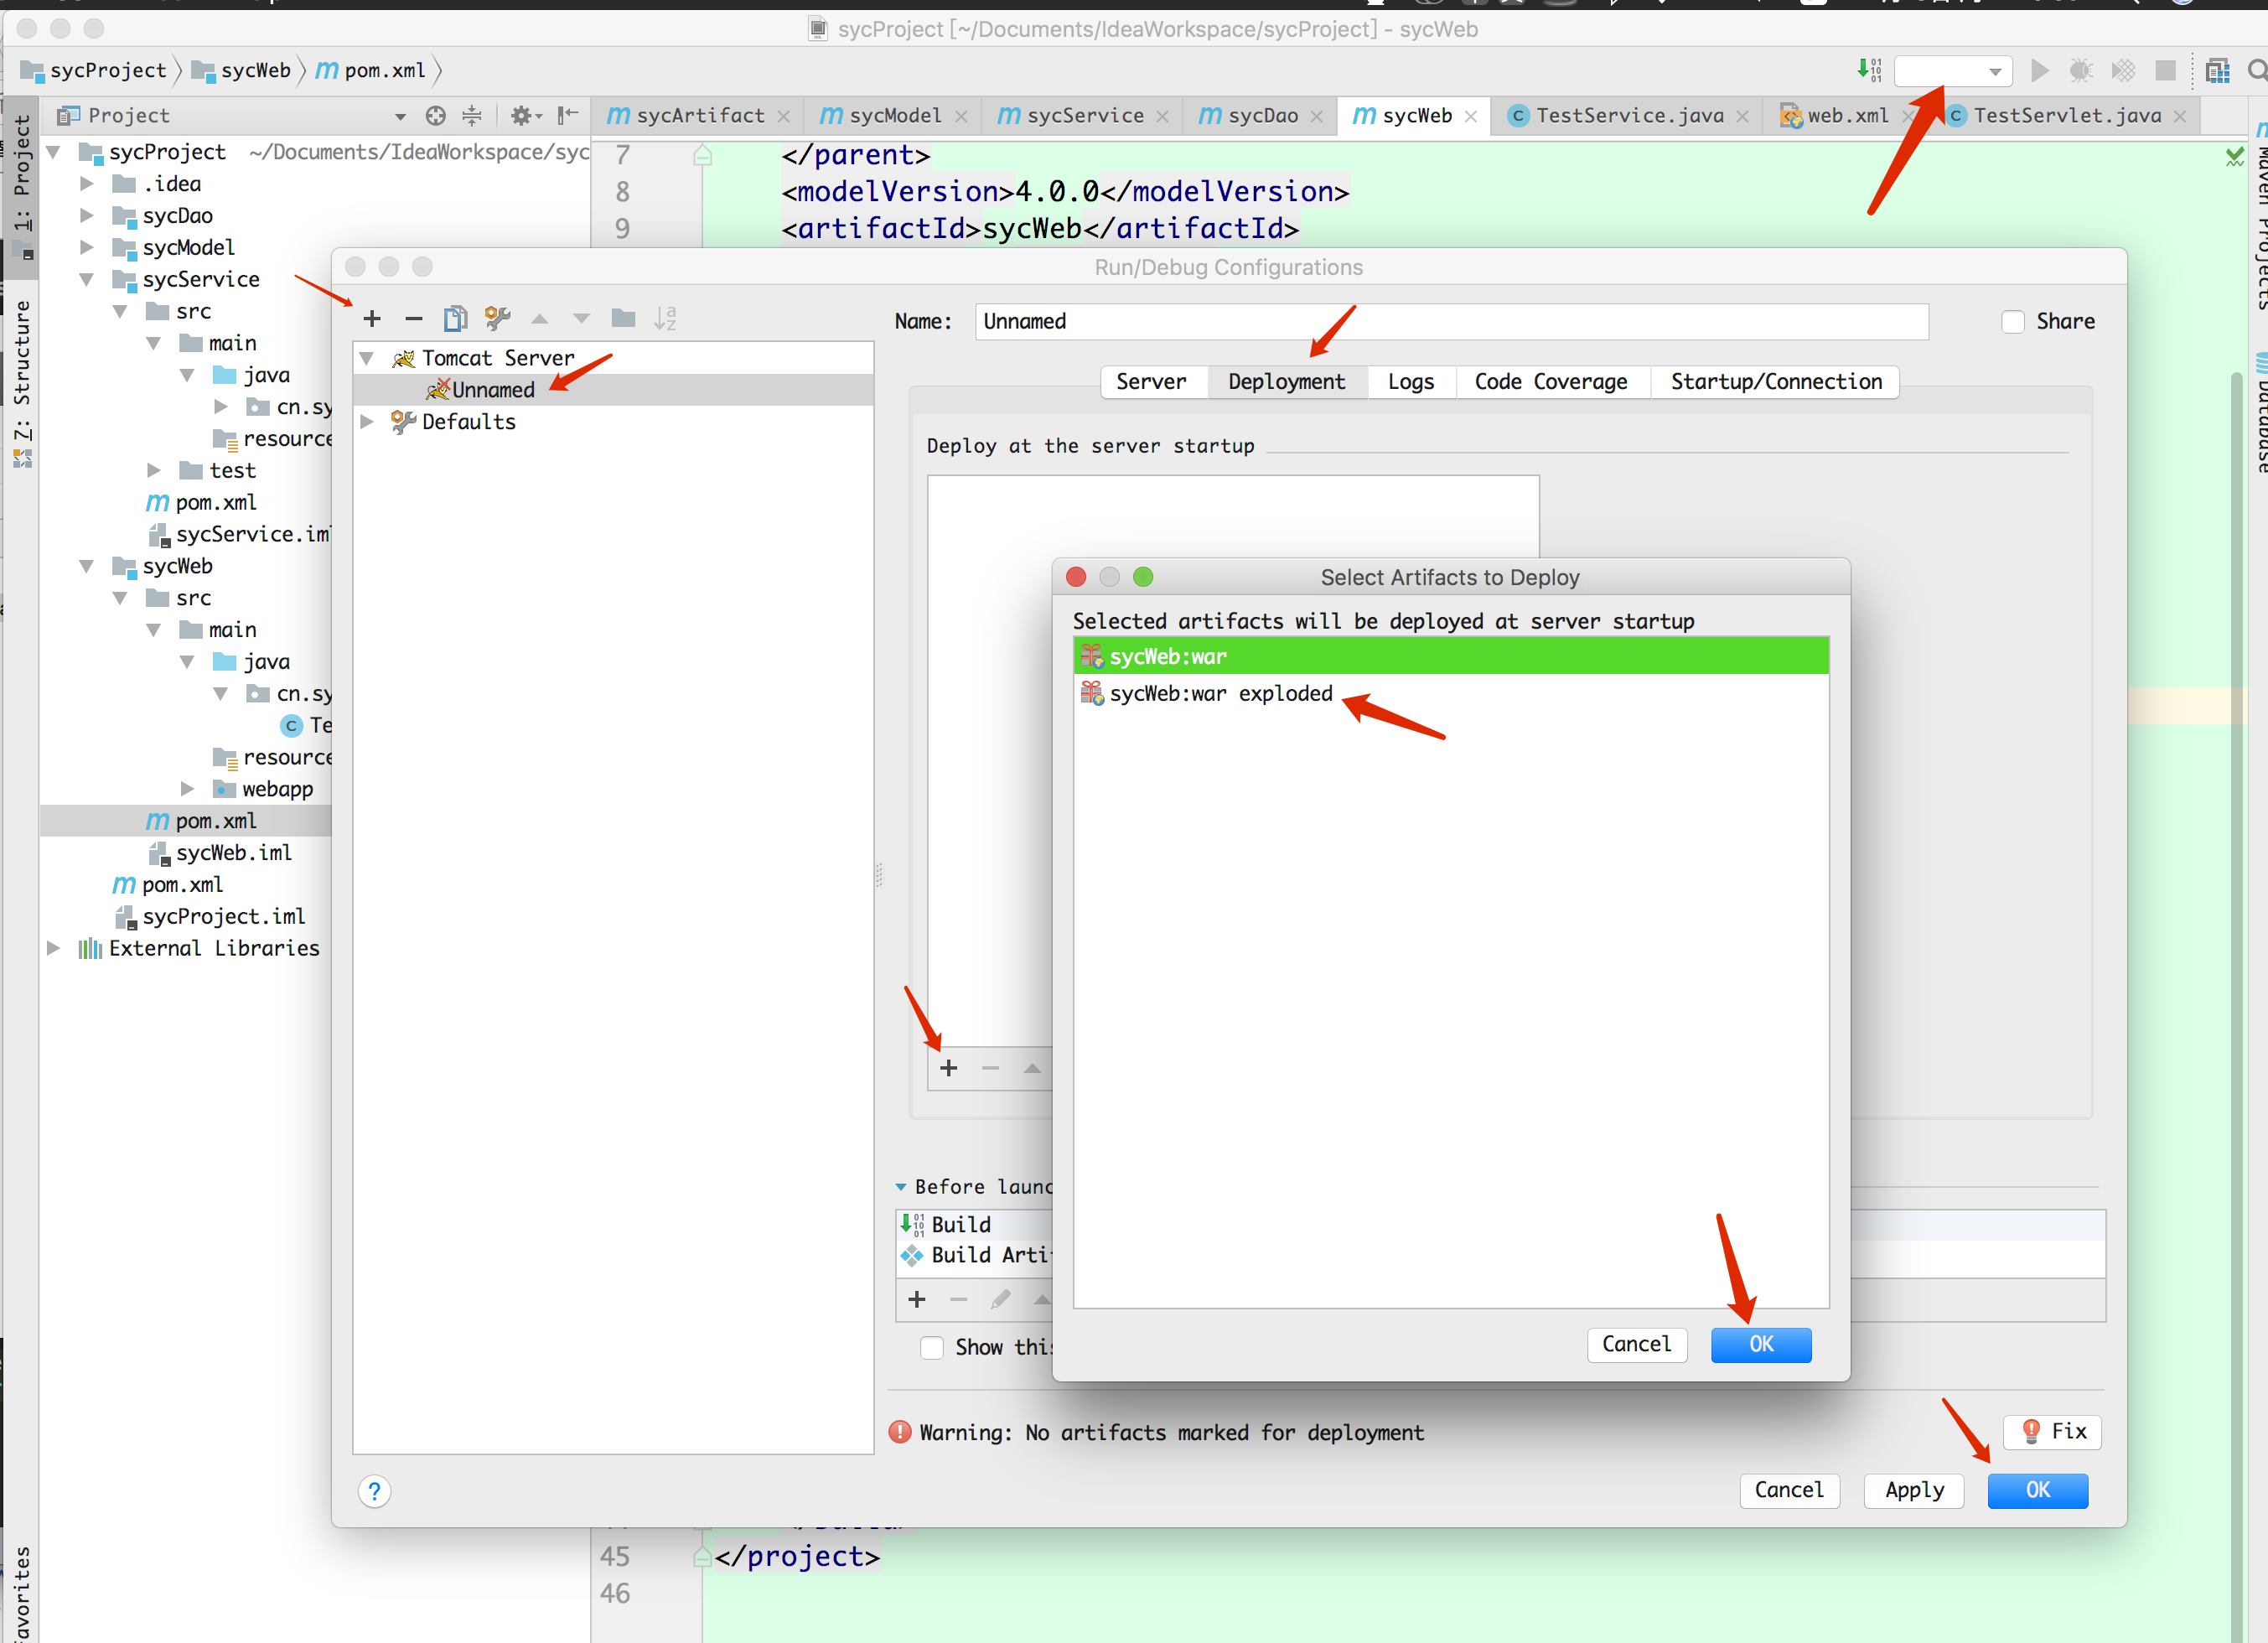 sycProject [~/Documents/IdeaWorkspace/sycProject] - sycWeb
sycProject sycWeb pom.xml
Project
sycArtifact sycModel sycService sycDao sycWeb TestService.java web.xml TestServlet.java
1: Project
7: Structure
Maven Projects
Database
sycProject ~/Documents/IdeaWorkspace/syc
.idea
sycDao
sycModel
sycService
src
main
java
cn.sy
resource
test
pom.xml
sycService.iml
sycWeb
src
main
java
cn.sy
Te
resource
webapp
pom.xml
sycWeb.iml
pom.xml
sycProject.iml
External Libraries
7 </parent>
8 <modelVersion>4.0.0</modelVersion>
9 <artifactId>sycWeb</artifactId>
Run/Debug Configurations
Tomcat Server
Unnamed
Defaults
Name: Unnamed
Share
Server Deployment Logs Code Coverage Startup/Connection
Deploy at the server startup
Select Artifacts to Deploy
Selected artifacts will be deployed at server startup
sycWeb:war
sycWeb:war exploded
Cancel OK
Before launc
Build
Build Arti
Show this
Warning: No artifacts marked for deployment
Fix
? Cancel Apply OK
45 </project>
46